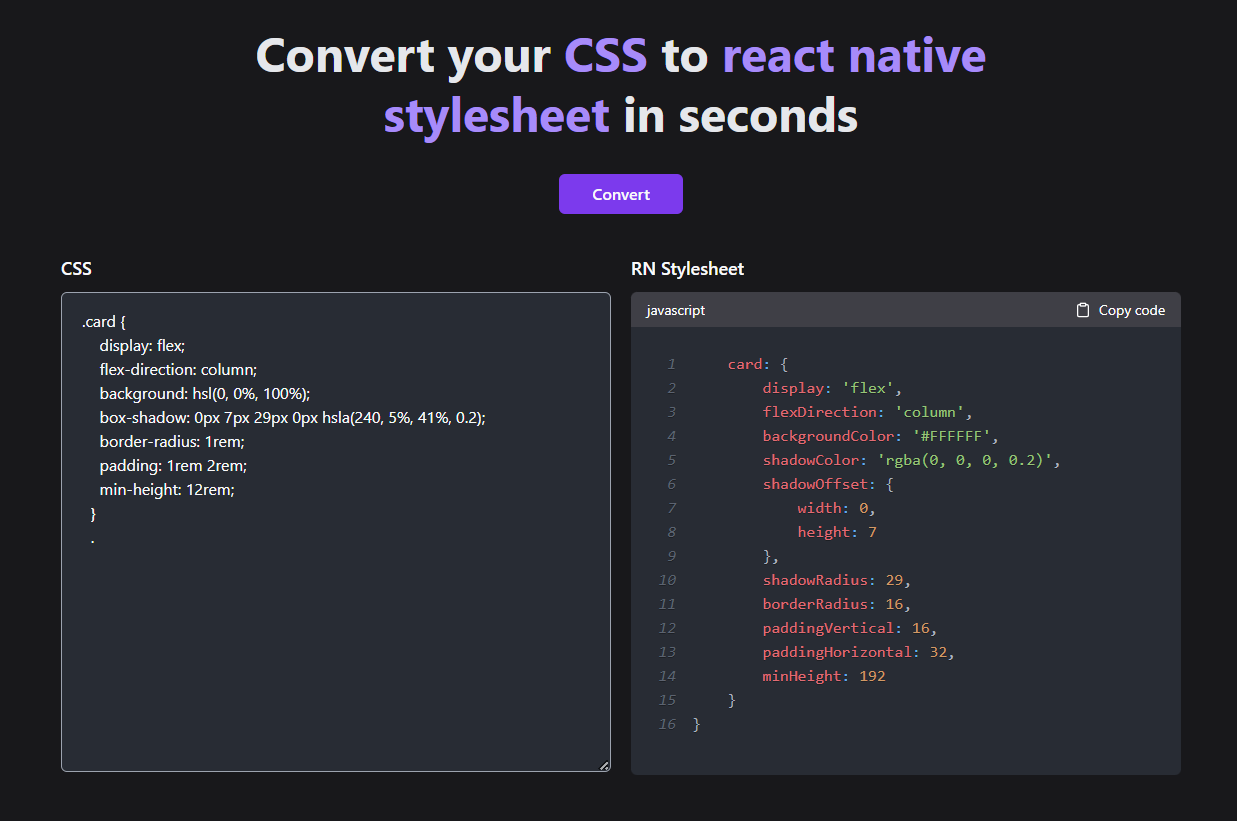 Convert your CSS to react native
stylesheet in seconds
Convert
CSS
.card {
display: flex;
flex-direction: column;
background: hsl(0, 0%, 100%);
box-shadow: 0px 7px 29px 0px hsla(240, 5%, 41%, 0.2);
border-radius: 1rem;
padding: 1rem 2rem;
min-height: 12rem;
}
.
RN Stylesheet
javascript
Copy code
1 card: {
2 display: 'flex',
3 flexDirection: 'column',
4 backgroundColor: '#FFFFFF',
5 shadowColor: 'rgba(0, 0, 0, 0.2)',
6 shadowOffset: {
7 width: 0,
8 height: 7
9 },
10 shadowRadius: 29,
11 borderRadius: 16,
12 paddingVertical: 16,
13 paddingHorizontal: 32,
14 minHeight: 192
15 }
16 }